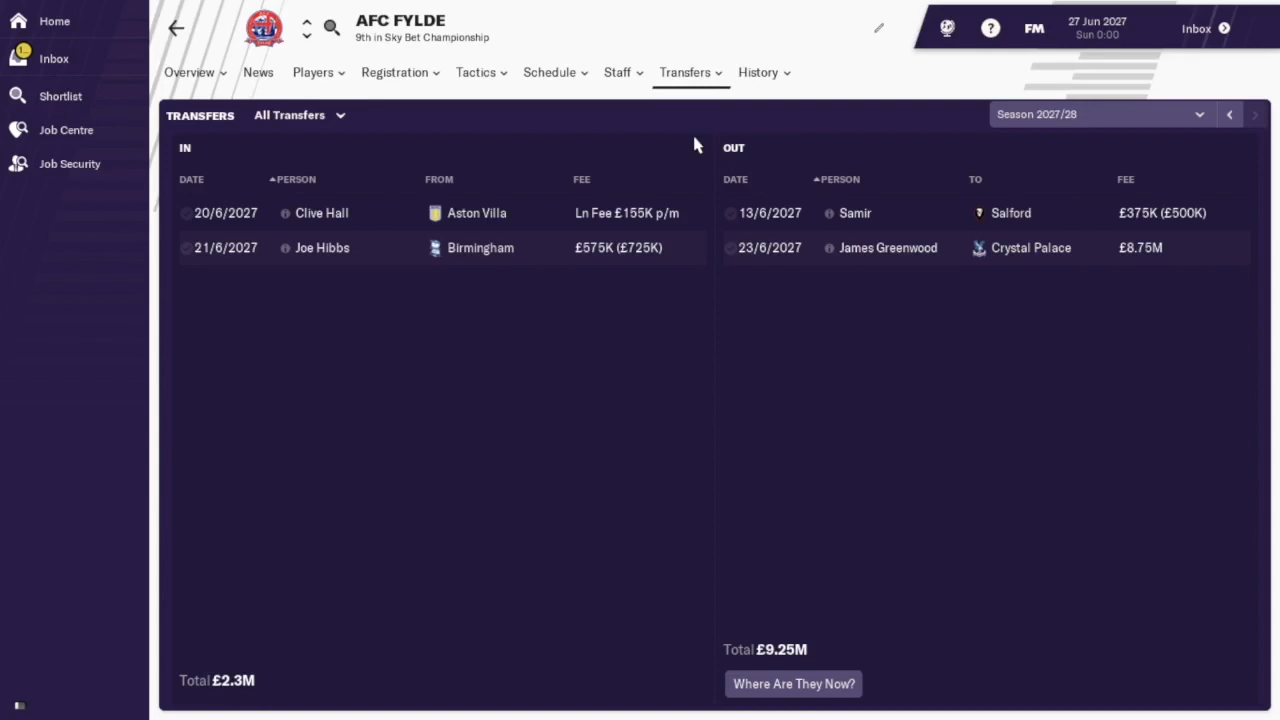 Home
Inbox
Shortlist
Job Centre
Job Security
AFC FYLDE
9th in Sky Bet Championship
FM
27 Jun 2027
Sun 0:00
Inbox
Overview News Players Registration Tactics Schedule Staff Transfers History
TRANSFERS All Transfers
Season 2027/28
IN
DATE PERSON FROM FEE
20/6/2027 Clive Hall Aston Villa Ln Fee £155K p/m
21/6/2027 Joe Hibbs Birmingham £575K (£725K)
Total £2.3M
OUT
DATE PERSON TO FEE
13/6/2027 Samir Salford £375K (£500K)
23/6/2027 James Greenwood Crystal Palace £8.75M
Total £9.25M
Where Are They Now?